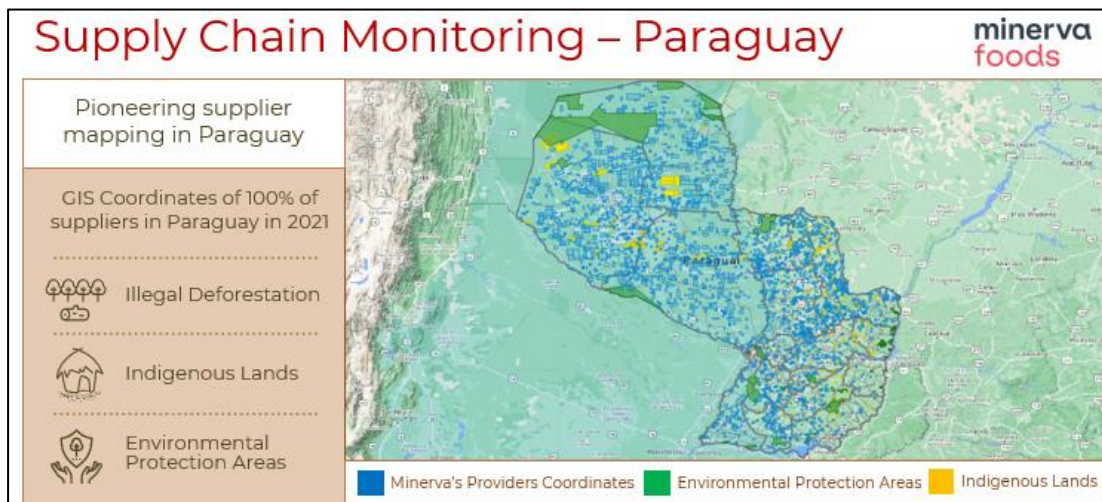 Supply Chain Monitoring – Paraguay
minerva
foods
Pioneering supplier
mapping in Paraguay
GIS Coordinates of 100% of
suppliers in Paraguay in 2021
Illegal Deforestation
Indigenous Lands
Environmental
Protection Areas
Paraguai
Minerva's Providers Coordinates
Environmental Protection Areas
Indigenous Lands